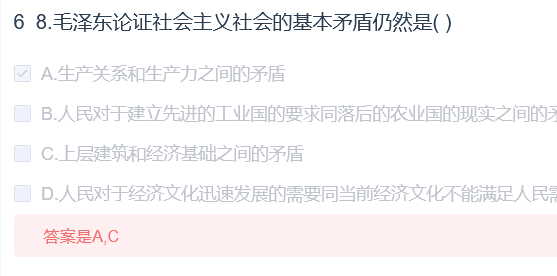 6 8.毛泽东论证社会主义社会的基本矛盾仍然是( )
A.生产关系和生产力之间的矛盾
B.人民对于建立先进的工业国的要求同落后的农业国的现实之间的矛
C.上层建筑和经济基础之间的矛盾
D.人民对于经济文化迅速发展的需要同当前经济文化不能满足人民需
答案是A,C